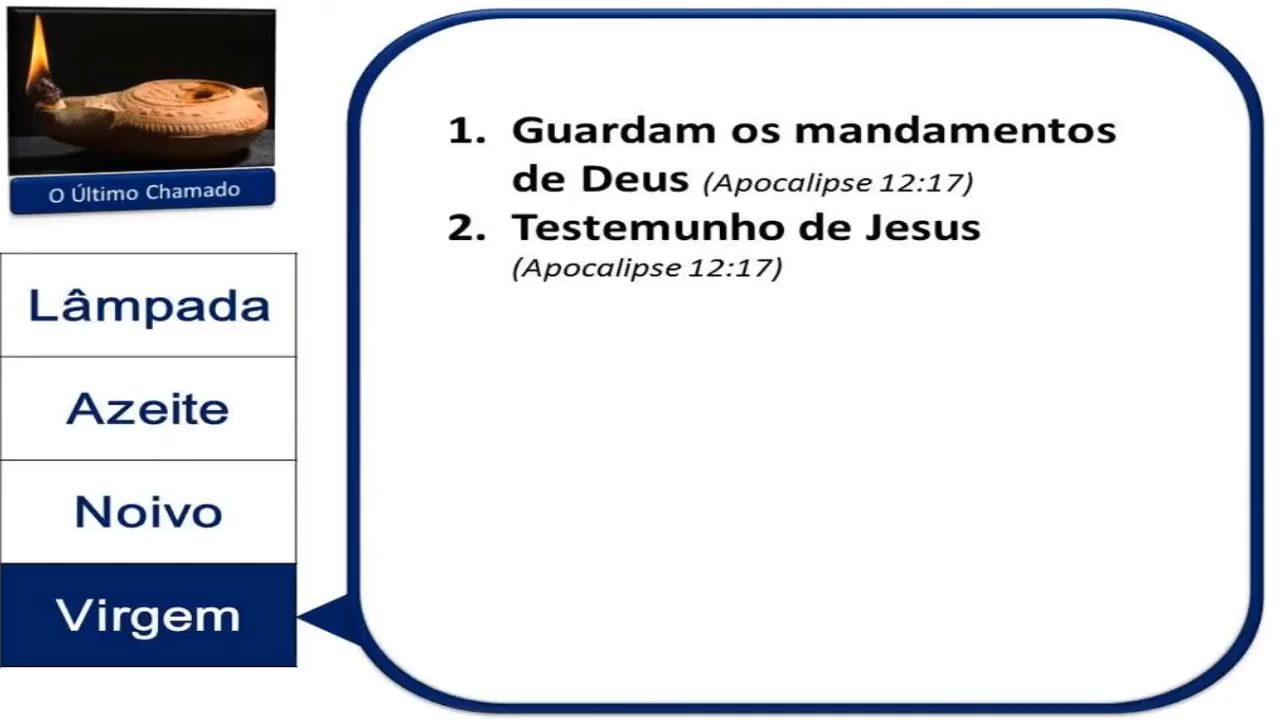 O Último Chamado
Lâmpada
Azeite
Noivo
Virgem
1. Guardam os mandamentos
de Deus (Apocalipse 12:17)
2. Testemunho de Jesus
(Apocalipse 12:17)